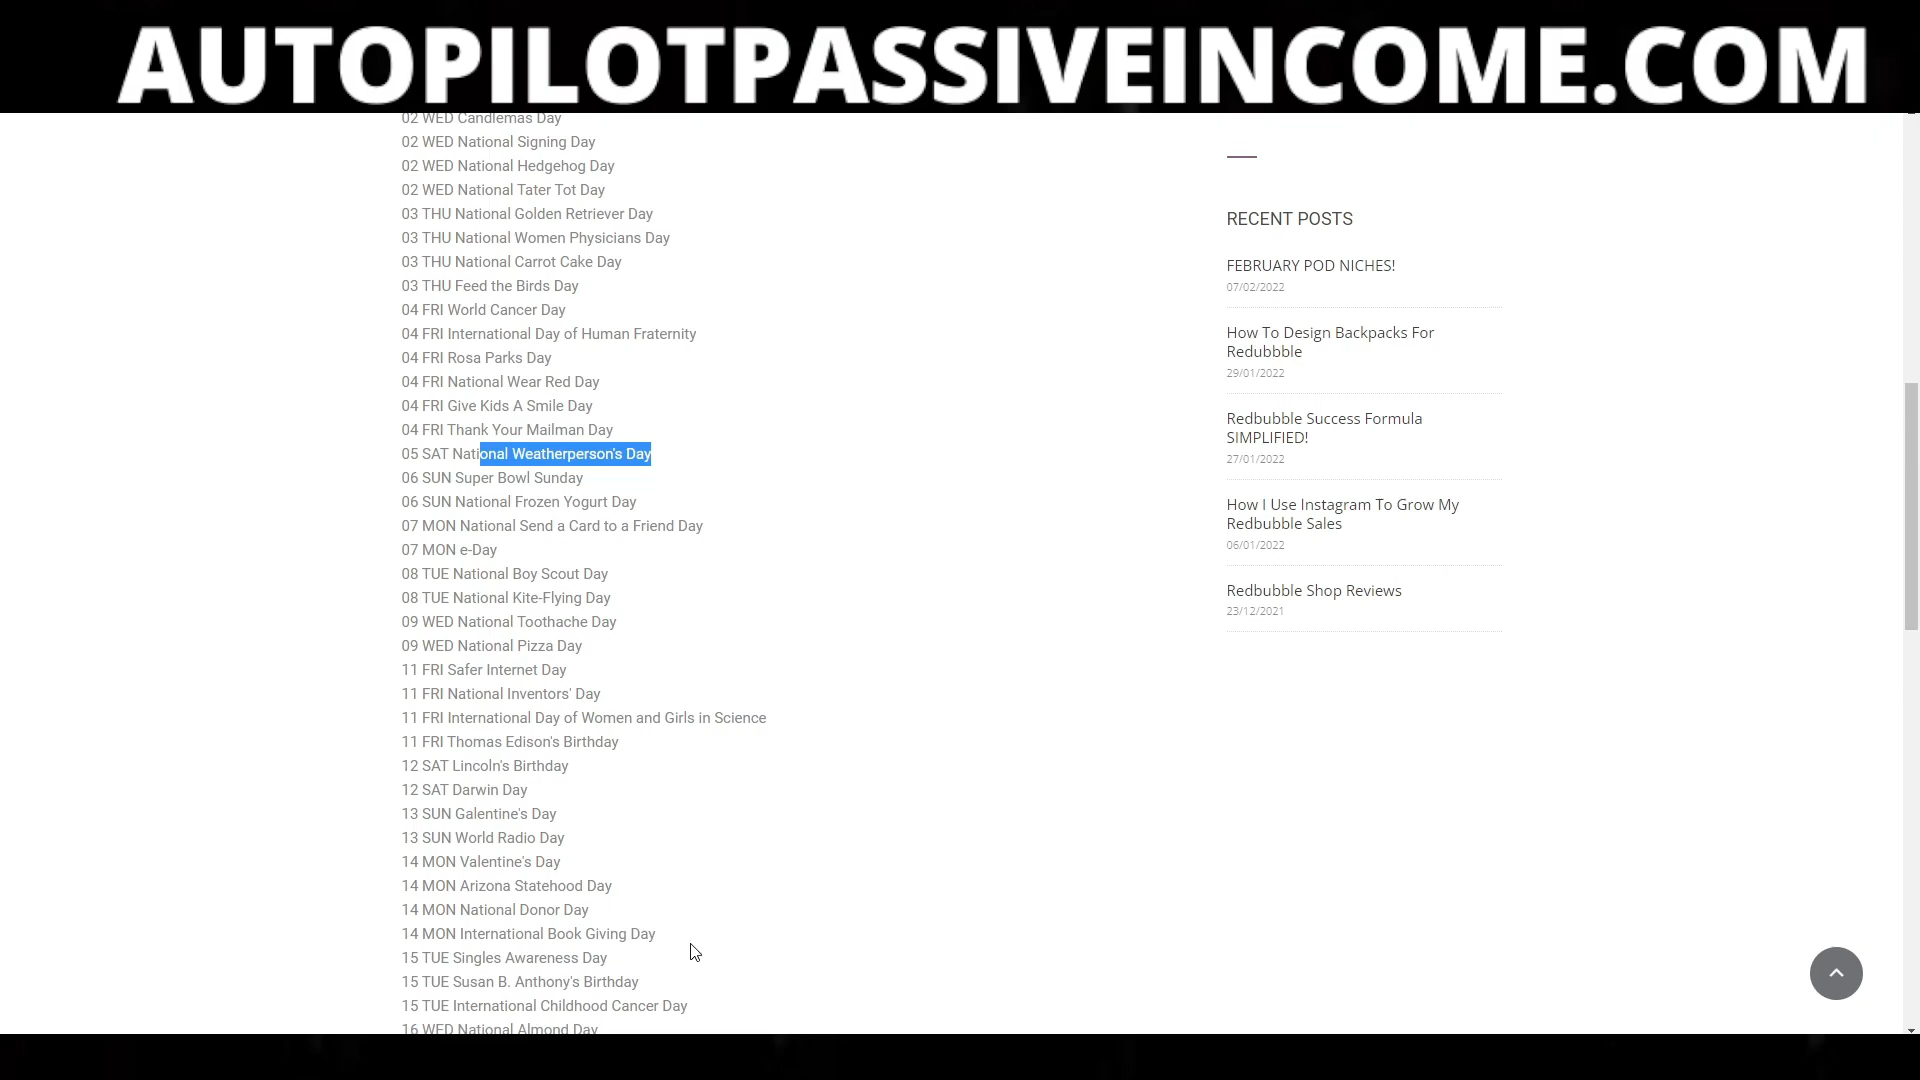 AUTOPILOTPASSIVEINCOME.COM
02 WED Candlemas Day
02 WED National Signing Day
02 WED National Hedgehog Day
02 WED National Tater Tot Day
03 THU National Golden Retriever Day
03 THU National Women Physicians Day
03 THU National Carrot Cake Day
03 THU Feed the Birds Day
04 FRI World Cancer Day
04 FRI International Day of Human Fraternity
04 FRI Rosa Parks Day
04 FRI National Wear Red Day
04 FRI Give Kids A Smile Day
04 FRI Thank Your Mailman Day
05 SAT National Weatherperson's Day
06 SUN Super Bowl Sunday
06 SUN National Frozen Yogurt Day
07 MON National Send a Card to a Friend Day
07 MON e-Day
08 TUE National Boy Scout Day
08 TUE National Kite-Flying Day
09 WED National Toothache Day
09 WED National Pizza Day
11 FRI Safer Internet Day
11 FRI National Inventors' Day
11 FRI International Day of Women and Girls in Science
11 FRI Thomas Edison's Birthday
12 SAT Lincoln's Birthday
12 SAT Darwin Day
13 SUN Galentine's Day
13 SUN World Radio Day
14 MON Valentine's Day
14 MON Arizona Statehood Day
14 MON National Donor Day
14 MON International Book Giving Day
15 TUE Singles Awareness Day
15 TUE Susan B. Anthony's Birthday
15 TUE International Childhood Cancer Day
16 WED National Almond Day
RECENT POSTS
FEBRUARY POD NICHES!
07/02/2022
How To Design Backpacks For
Redubbble
29/01/2022
Redbubble Success Formula
SIMPLIFIED!
27/01/2022
How I Use Instagram To Grow My
Redbubble Sales
06/01/2022
Redbubble Shop Reviews
23/12/2021